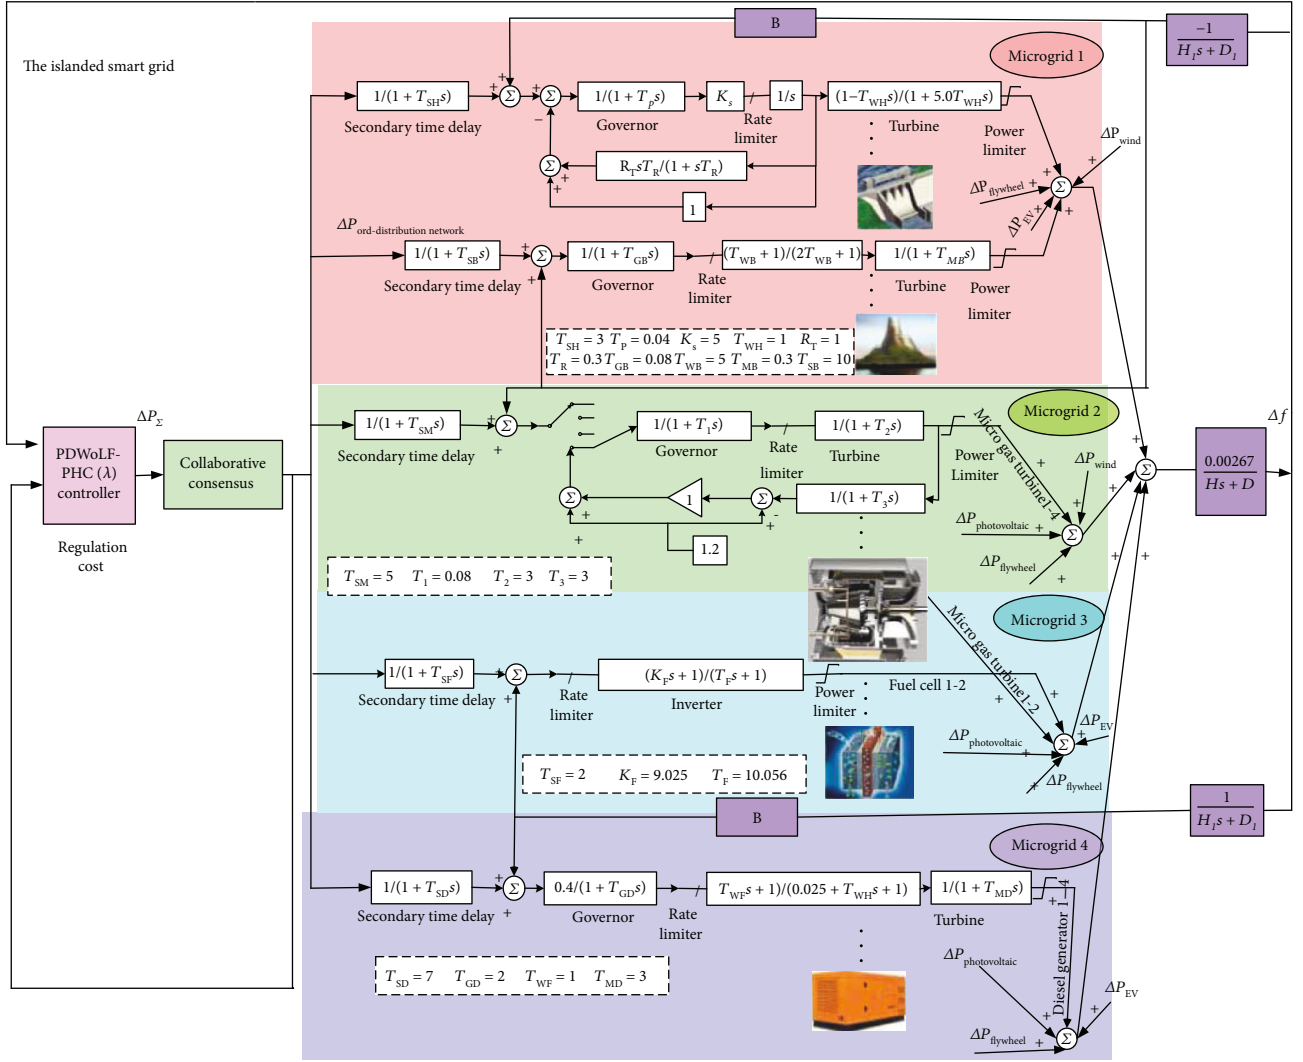 B
-1
H₁s + D₁
The islanded smart grid
Microgrid 1
1/(1 + T_SH s)
Secondary time delay
+
+
Σ
+
−
Σ
1/(1 + T_p s)
Governor
K_s
Rate
limiter
1/s
(1−T_WH s)/(1 + 5.0T_WH s)
Turbine
Power
limiter
ΔP_wind
+
Σ
+
+
R_T sT_R/(1 + sT_R)
1
ΔP_flywheel
+
+
Σ
ΔP_EV
+
+
ΔP_ord-distribution network
1/(1 + T_SB s)
Secondary time delay
+
+
Σ
1/(1 + T_GB s)
Governor
Rate
limiter
(T_WB + 1)/(2T_WB + 1)
1/(1 + T_MB s)
Turbine
Power
limiter
T_SH = 3 T_P = 0.04 K_s = 5 T_WH = 1 R_T = 1
T_R = 0.3 T_GB = 0.08 T_WB = 5 T_MB = 0.3 T_SB = 10
Microgrid 2
ΔP_Σ
PDWoLF-
PHC (λ)
controller
Regulation
cost
Collaborative
consensus
1/(1 + T_SM s)
Secondary time delay
+
+
Σ
1/(1 + T₁s)
Governor
Rate
limiter
1/(1 + T₂s)
Turbine
Power
Limiter
Micro gas turbine1-4
+
ΔP_wind
+
ΔP_photovoltaic
+
Σ
ΔP_flywheel
+
Σ
+
+
1
Σ
-
+
1/(1 + T₃s)
1.2
T_SM = 5 T₁ = 0.08 T₂ = 3 T₃ = 3
+
+
+
+
Σ
0.00267
Hs + D
Δf
Microgrid 3
1/(1 + T_SF s)
Secondary time delay
+
+
Σ
Rate
limiter
(K_F s + 1)/(T_F s + 1)
Inverter
Power
limiter
Fuel cell 1-2
Micro gas turbine1-2
+
+
ΔP_EV
+
ΔP_photovoltaic
+
Σ
ΔP_flywheel
+
T_SF = 2 K_F = 9.025 T_F = 10.056
B
1
H₁s + D₁
Microgrid 4
1/(1 + T_SD s)
Secondary time delay
+
+
Σ
0.4/(1 + T_GD s)
Governor
Rate
limiter
T_WF s + 1)/(0.025 + T_WH s + 1)
1/(1 + T_MD s)
Turbine
+
Diesel generator 1−4
T_SD = 7 T_GD = 2 T_WF = 1 T_MD = 3
ΔP_photovoltaic
+
ΔP_EV
+
ΔP_flywheel
+
Σ